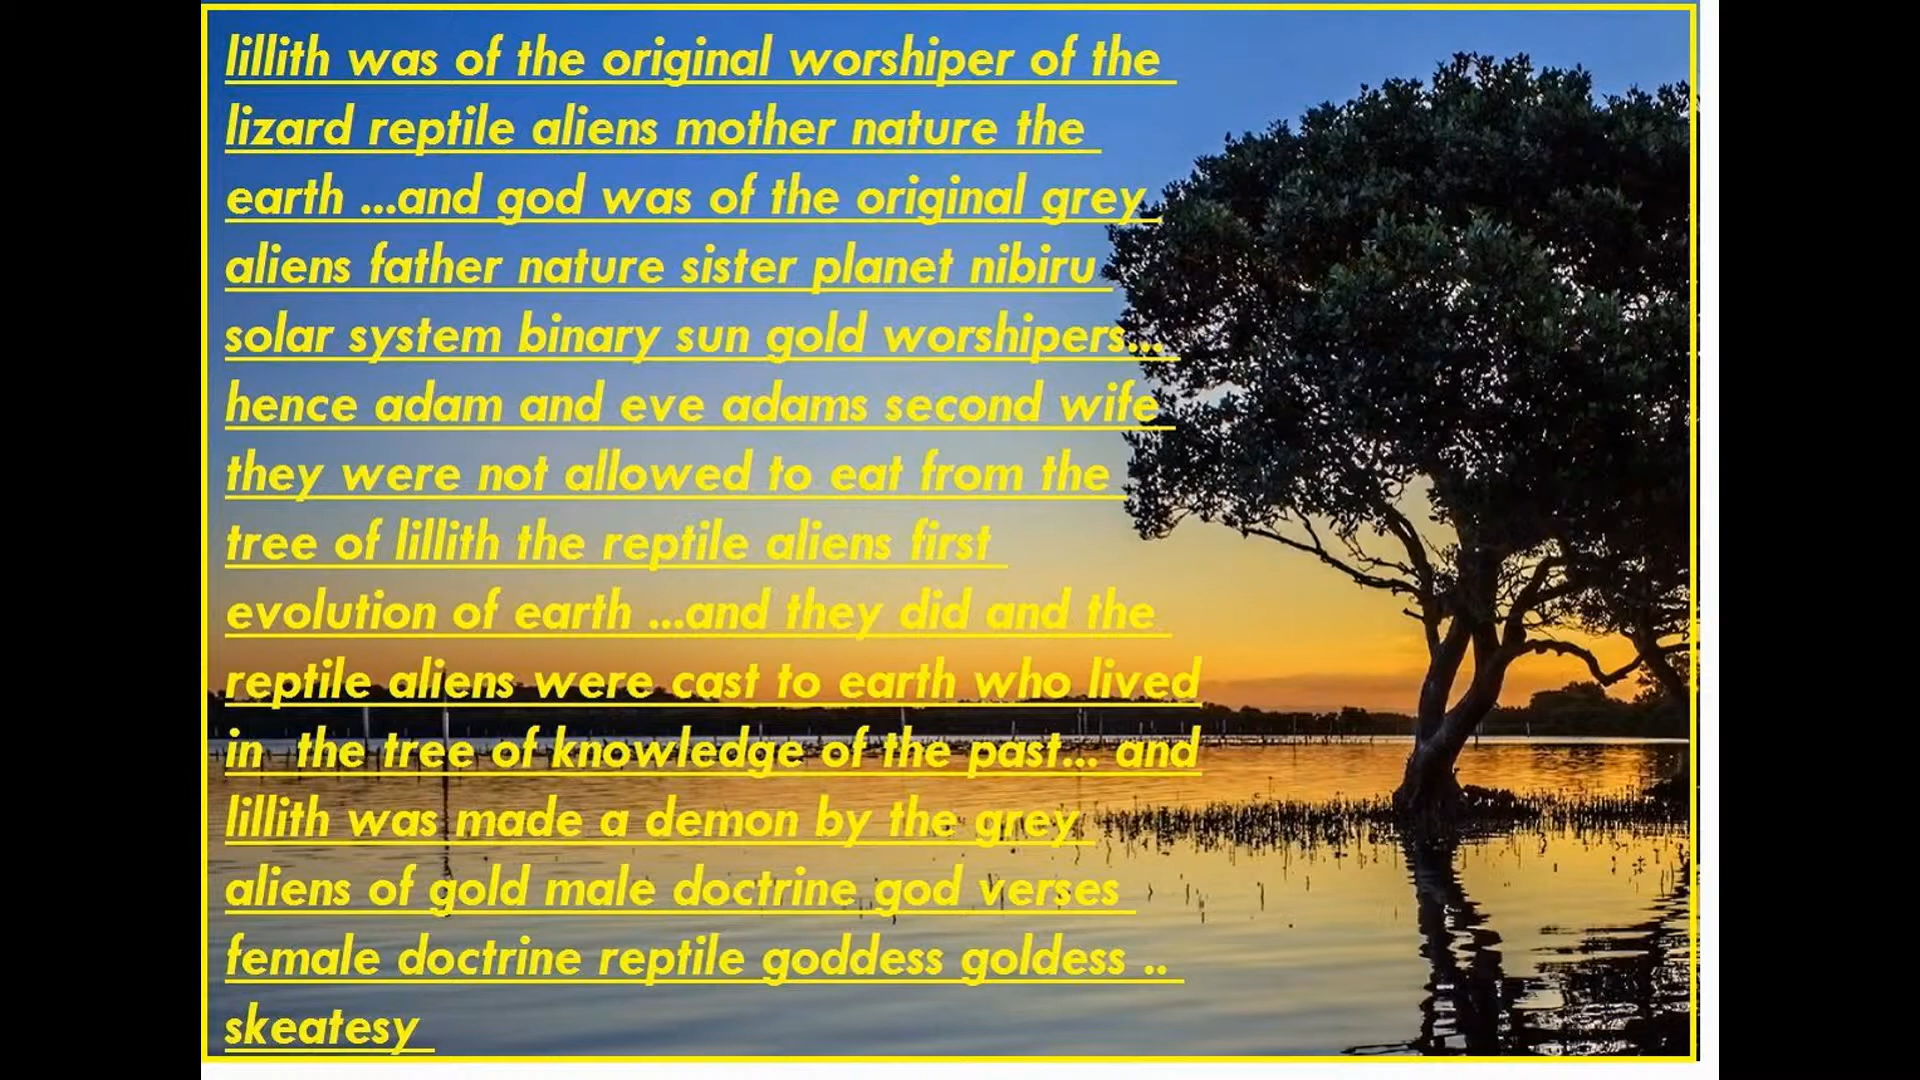 lillith was of the original worshiper of the
lizard reptile aliens mother nature the
earth ...and god was of the original grey
aliens father nature sister planet nibiru
solar system binary sun gold worshipers...
hence adam and eve adams second wife
they were not allowed to eat from the
tree of lillith the reptile aliens first
evolution of earth ...and they did and the
reptile aliens were cast to earth who lived
in  the tree of knowledge of the past... and
lillith was made a demon by the grey
aliens of gold male doctrine god verses
female doctrine reptile goddess goldess ..
skeatesy